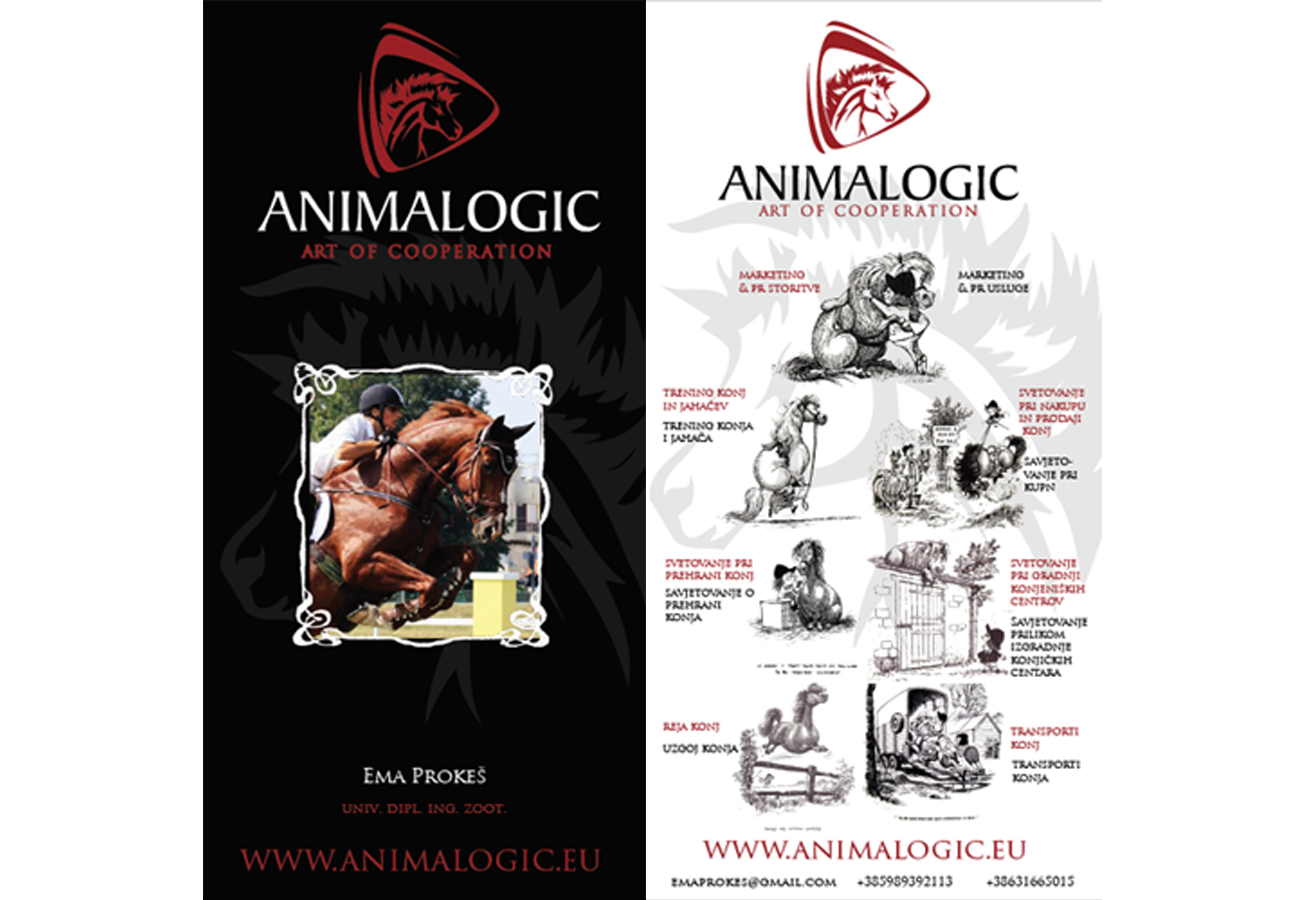 ANIMALOGIC
ART OF COOPERATION
EMA PROKEŠ
UNIV. DIPL. ING. ZOOT.
WWW.ANIMALOGIC.EU
ANIMALOGIC
ART OF COOPERATION
MARKETING
& PR STORITVE
MARKETING
& PR USLUGE
TRENING KONJ
IN JAHAČEV
TRENING KONJA
I JAHAČA
SVETOVANJE
PRI NAKUPU
IN PRODAJI
KONJ
SAVJETO-
VANJE PRI
KUPN
SVETOVANJE PRI
PREHRANI KONJ
SAVJETOVANJE O
PREHRANI
KONJA
SVETOVANJE
PRI GRADNJI
KONJENIŠKIH
CENTROV
SAVJETOVANJE
PRILIKOM
IZGRADNJE
KONJIČKIH
CENTARA
REJA KONJ
UZGOJ KONJA
TRANSPORTI
KONJ
TRANSPORTI
KONJA
WWW.ANIMALOGIC.EU
EMAPROKES@GMAIL.COM +385989392113 +38631665015